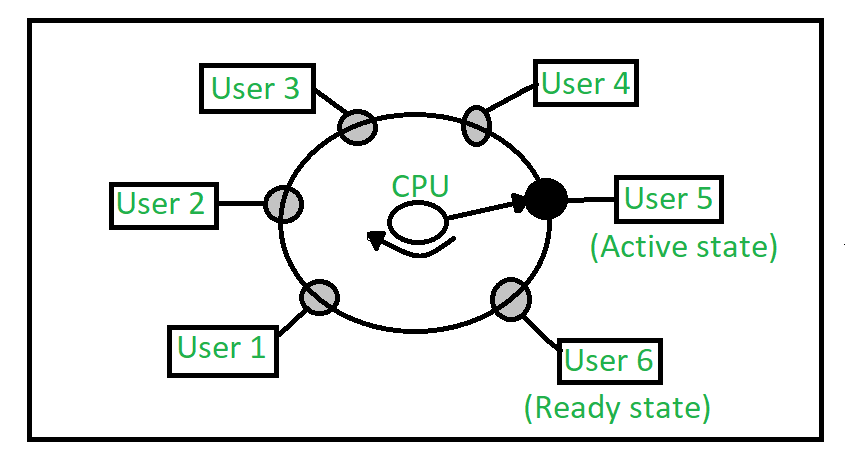 User 3
User 4
User 2
CPU
User 5
(Active state)
User 1
User 6
(Ready state)